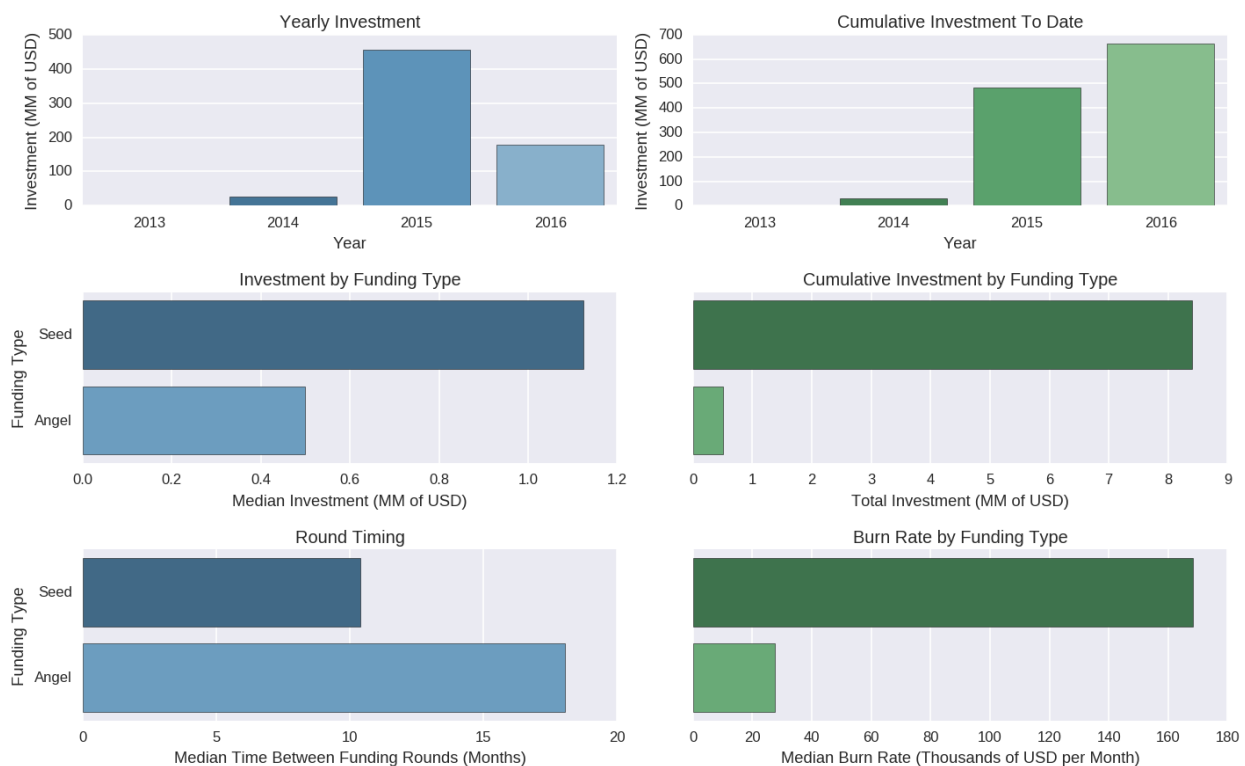 Yearly Investment
Investment (MM of USD)
500
400
300
200
100
0
2013 2014 2015 2016
Year
Cumulative Investment To Date
Investment (MM of USD)
700
600
500
400
300
200
100
0
2013 2014 2015 2016
Year
Investment by Funding Type
Funding Type
Seed
Angel
0.0 0.2 0.4 0.6 0.8 1.0 1.2
Median Investment (MM of USD)
Cumulative Investment by Funding Type
0 1 2 3 4 5 6 7 8 9
Total Investment (MM of USD)
Round Timing
Funding Type
Seed
Angel
0 5 10 15 20
Median Time Between Funding Rounds (Months)
Burn Rate by Funding Type
0 20 40 60 80 100 120 140 160 180
Median Burn Rate (Thousands of USD per Month)